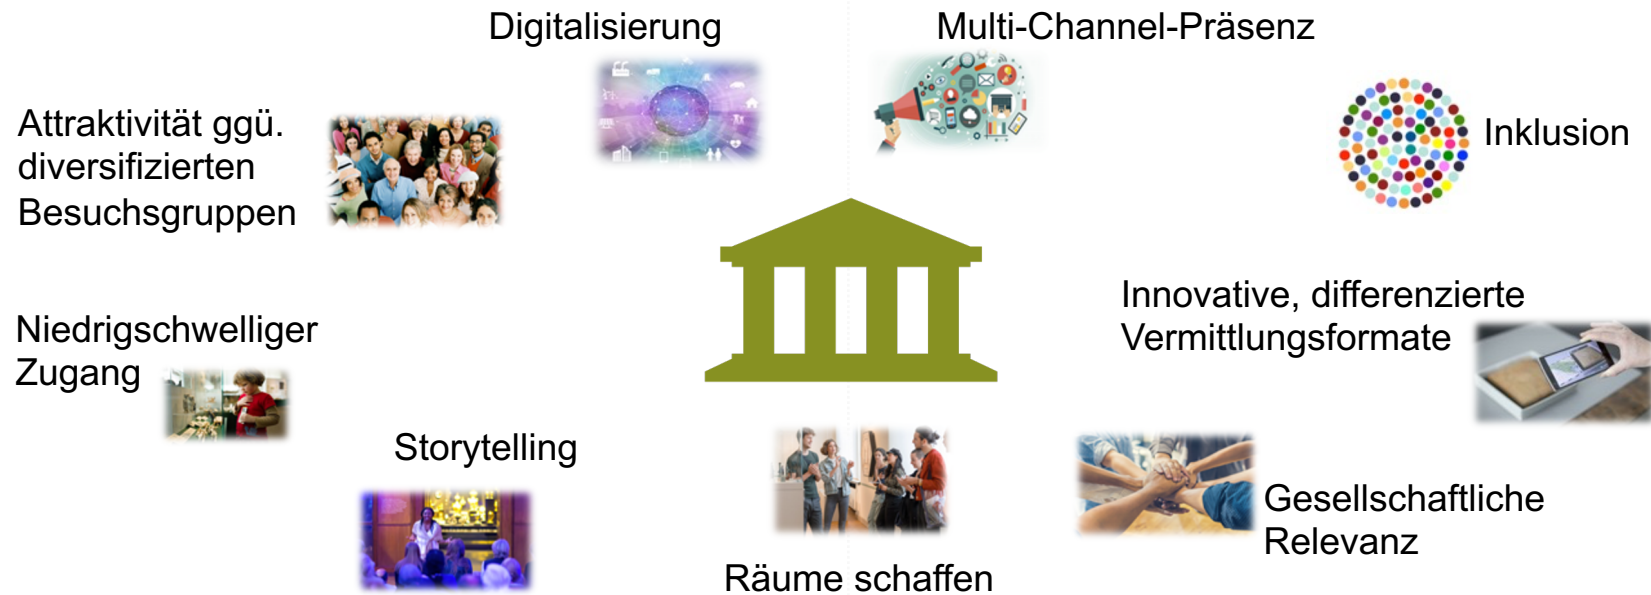 Digitalisierung
Multi-Channel-Präsenz
Attraktivität ggü.
diversifizierten
Besuchsgruppen
Inklusion
Innovative, differenzierte
Vermittlungsformate
Niedrigschwelliger
Zugang
Storytelling
Gesellschaftliche
Relevanz
Räume schaffen